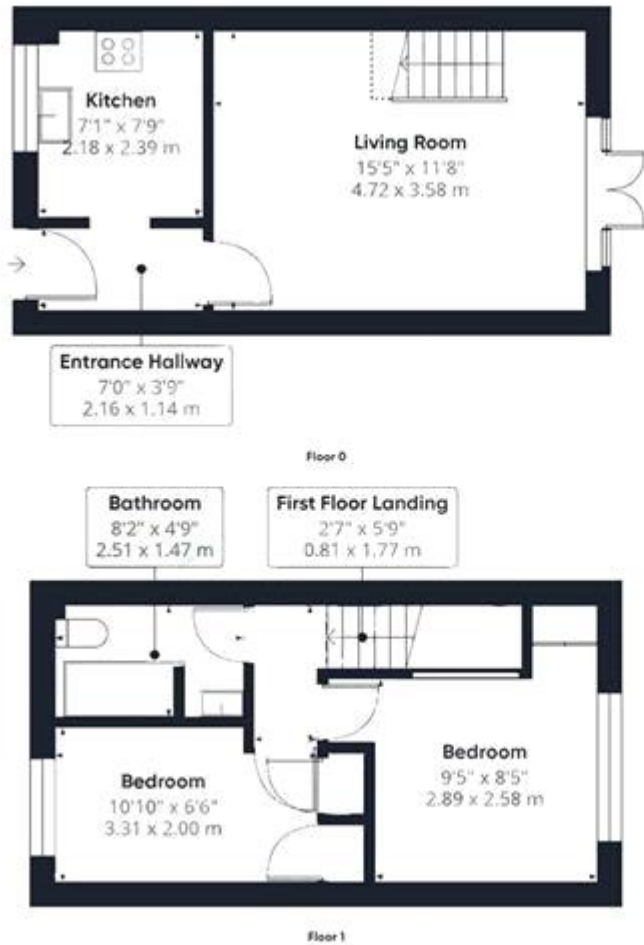 Kitchen
7'1" x 7'9"
2.18 x 2.39 m
Living Room
15'5" x 11'8"
4.72 x 3.58 m
Entrance Hallway
7'0" x 3'9"
2.16 x 1.14 m
Floor 0
Bathroom
8'2" x 4'9"
2.51 x 1.47 m
First Floor Landing
2'7" x 5'9"
0.81 x 1.77 m
Bedroom
10'10" x 6'6"
3.31 x 2.00 m
Bedroom
9'5" x 8'5"
2.89 x 2.58 m
Floor 1